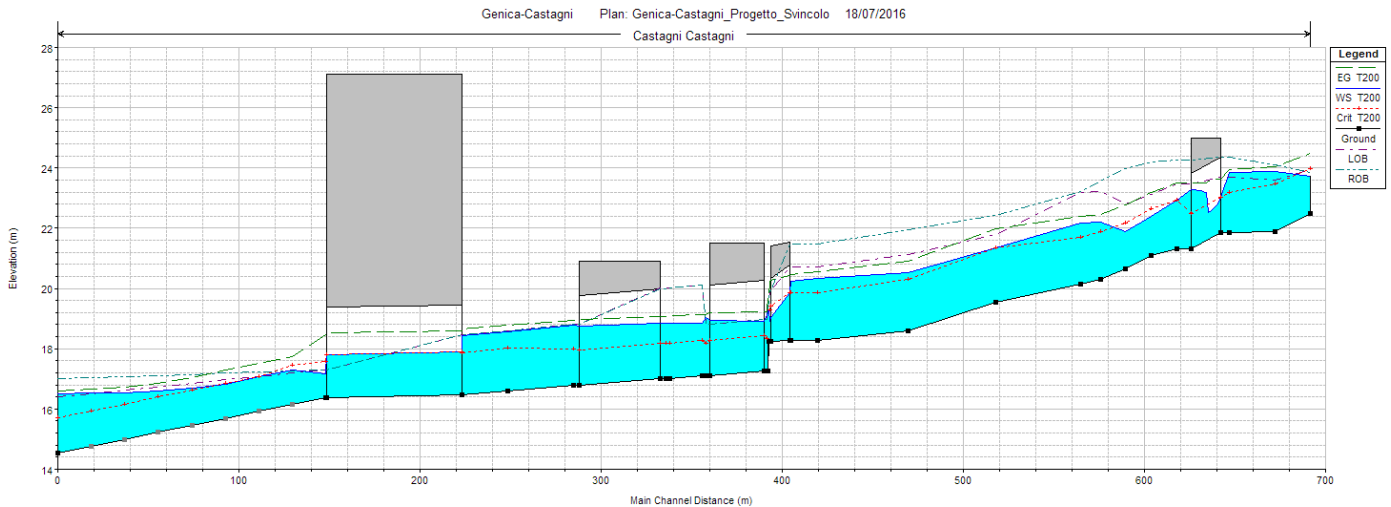 Genica-Castagni Plan: Genica-Castagni_Progetto_Svincolo 18/07/2016
Castagni Castagni
28
26
24
22
20
18
16
14
Elevation (m)
0 100 200 300 400 500 600 700
Main Channel Distance (m)
Legend
EG T200
WS T200
Crit T200
Ground
LOB
ROB